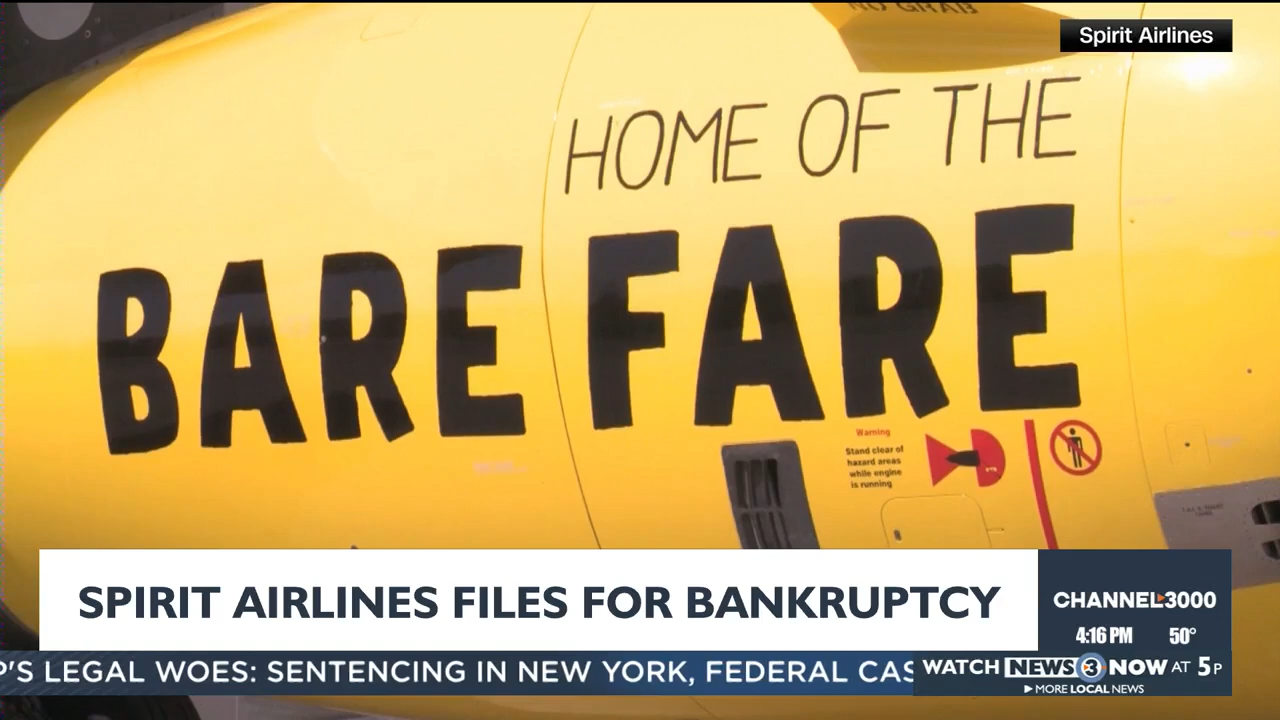 NO GRAB
Spirit Airlines
HOME OF THE
BARE FARE
Warning
Stand clear of
hazard areas
while engine
is running
SPIRIT AIRLINES FILES FOR BANKRUPTCY
CHANNEL3000
4:16 PM 50°
P'S LEGAL WOES: SENTENCING IN NEW YORK, FEDERAL CAS
WATCH NEWS 3 NOW AT 5P
MORE LOCAL NEWS